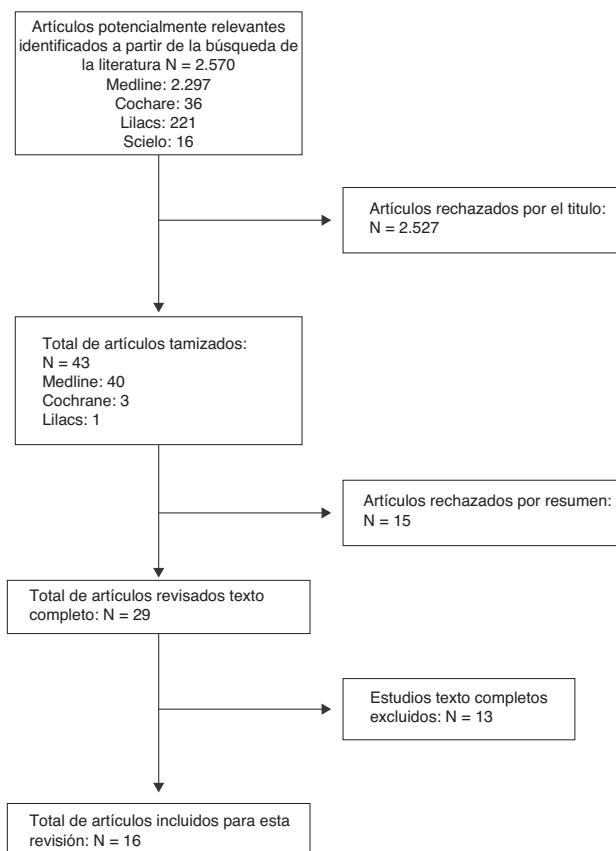 Artículos potencialmente relevantes
identificados a partir de la búsqueda de
la literatura N = 2.570
Medline: 2.297
Cochare: 36
Lilacs: 221
Scielo: 16
Artículos rechazados por el titulo:
N = 2.527
Total de artículos tamizados:
N = 43
Medline: 40
Cochrane: 3
Lilacs: 1
Artículos rechazados por resumen:
N = 15
Total de artículos revisados texto
completo: N = 29
Estudios texto completos
excluidos: N = 13
Total de artículos incluidos para esta
revisión: N = 16